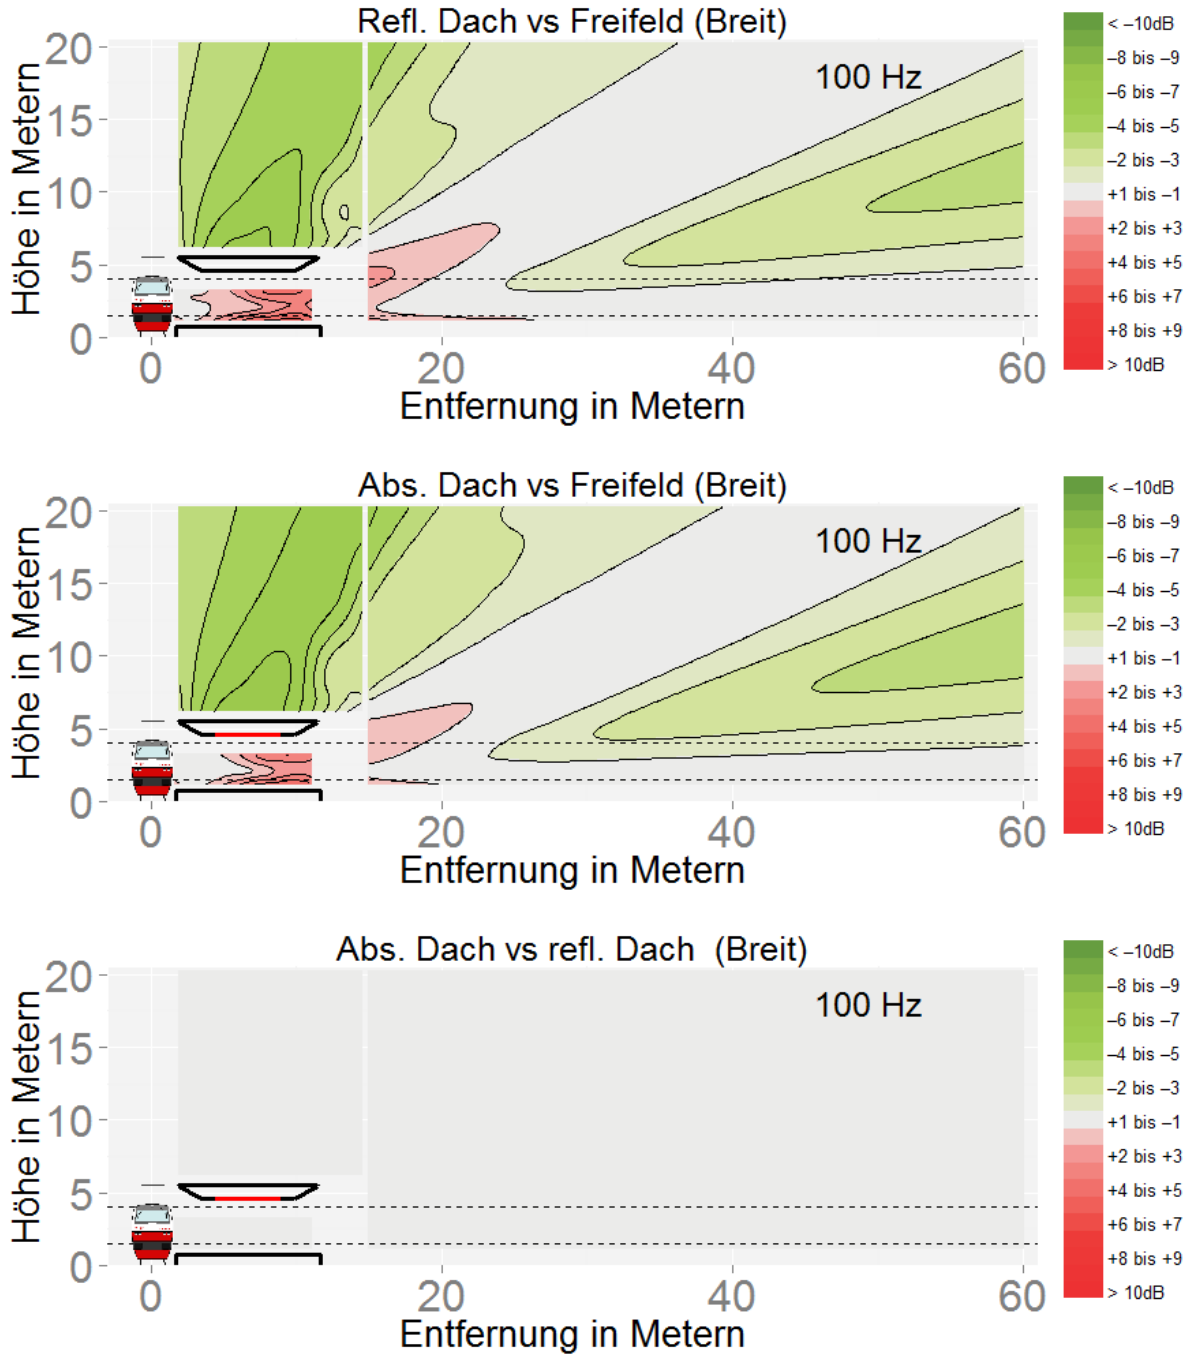 Refl. Dach vs Freifeld (Breit)
100 Hz
Höhe in Metern
20
15
10
5
0
0 20 40 60
Entfernung in Metern
< –10dB
–8 bis –9
–6 bis –7
–4 bis –5
–2 bis –3
+1 bis –1
+2 bis +3
+4 bis +5
+6 bis +7
+8 bis +9
> 10dB
Abs. Dach vs Freifeld (Breit)
100 Hz
Höhe in Metern
20
15
10
5
0
0 20 40 60
Entfernung in Metern
< –10dB
–8 bis –9
–6 bis –7
–4 bis –5
–2 bis –3
+1 bis –1
+2 bis +3
+4 bis +5
+6 bis +7
+8 bis +9
> 10dB
Abs. Dach vs refl. Dach (Breit)
100 Hz
Höhe in Metern
20
15
10
5
0
0 20 40 60
Entfernung in Metern
< –10dB
–8 bis –9
–6 bis –7
–4 bis –5
–2 bis –3
+1 bis –1
+2 bis +3
+4 bis +5
+6 bis +7
+8 bis +9
> 10dB